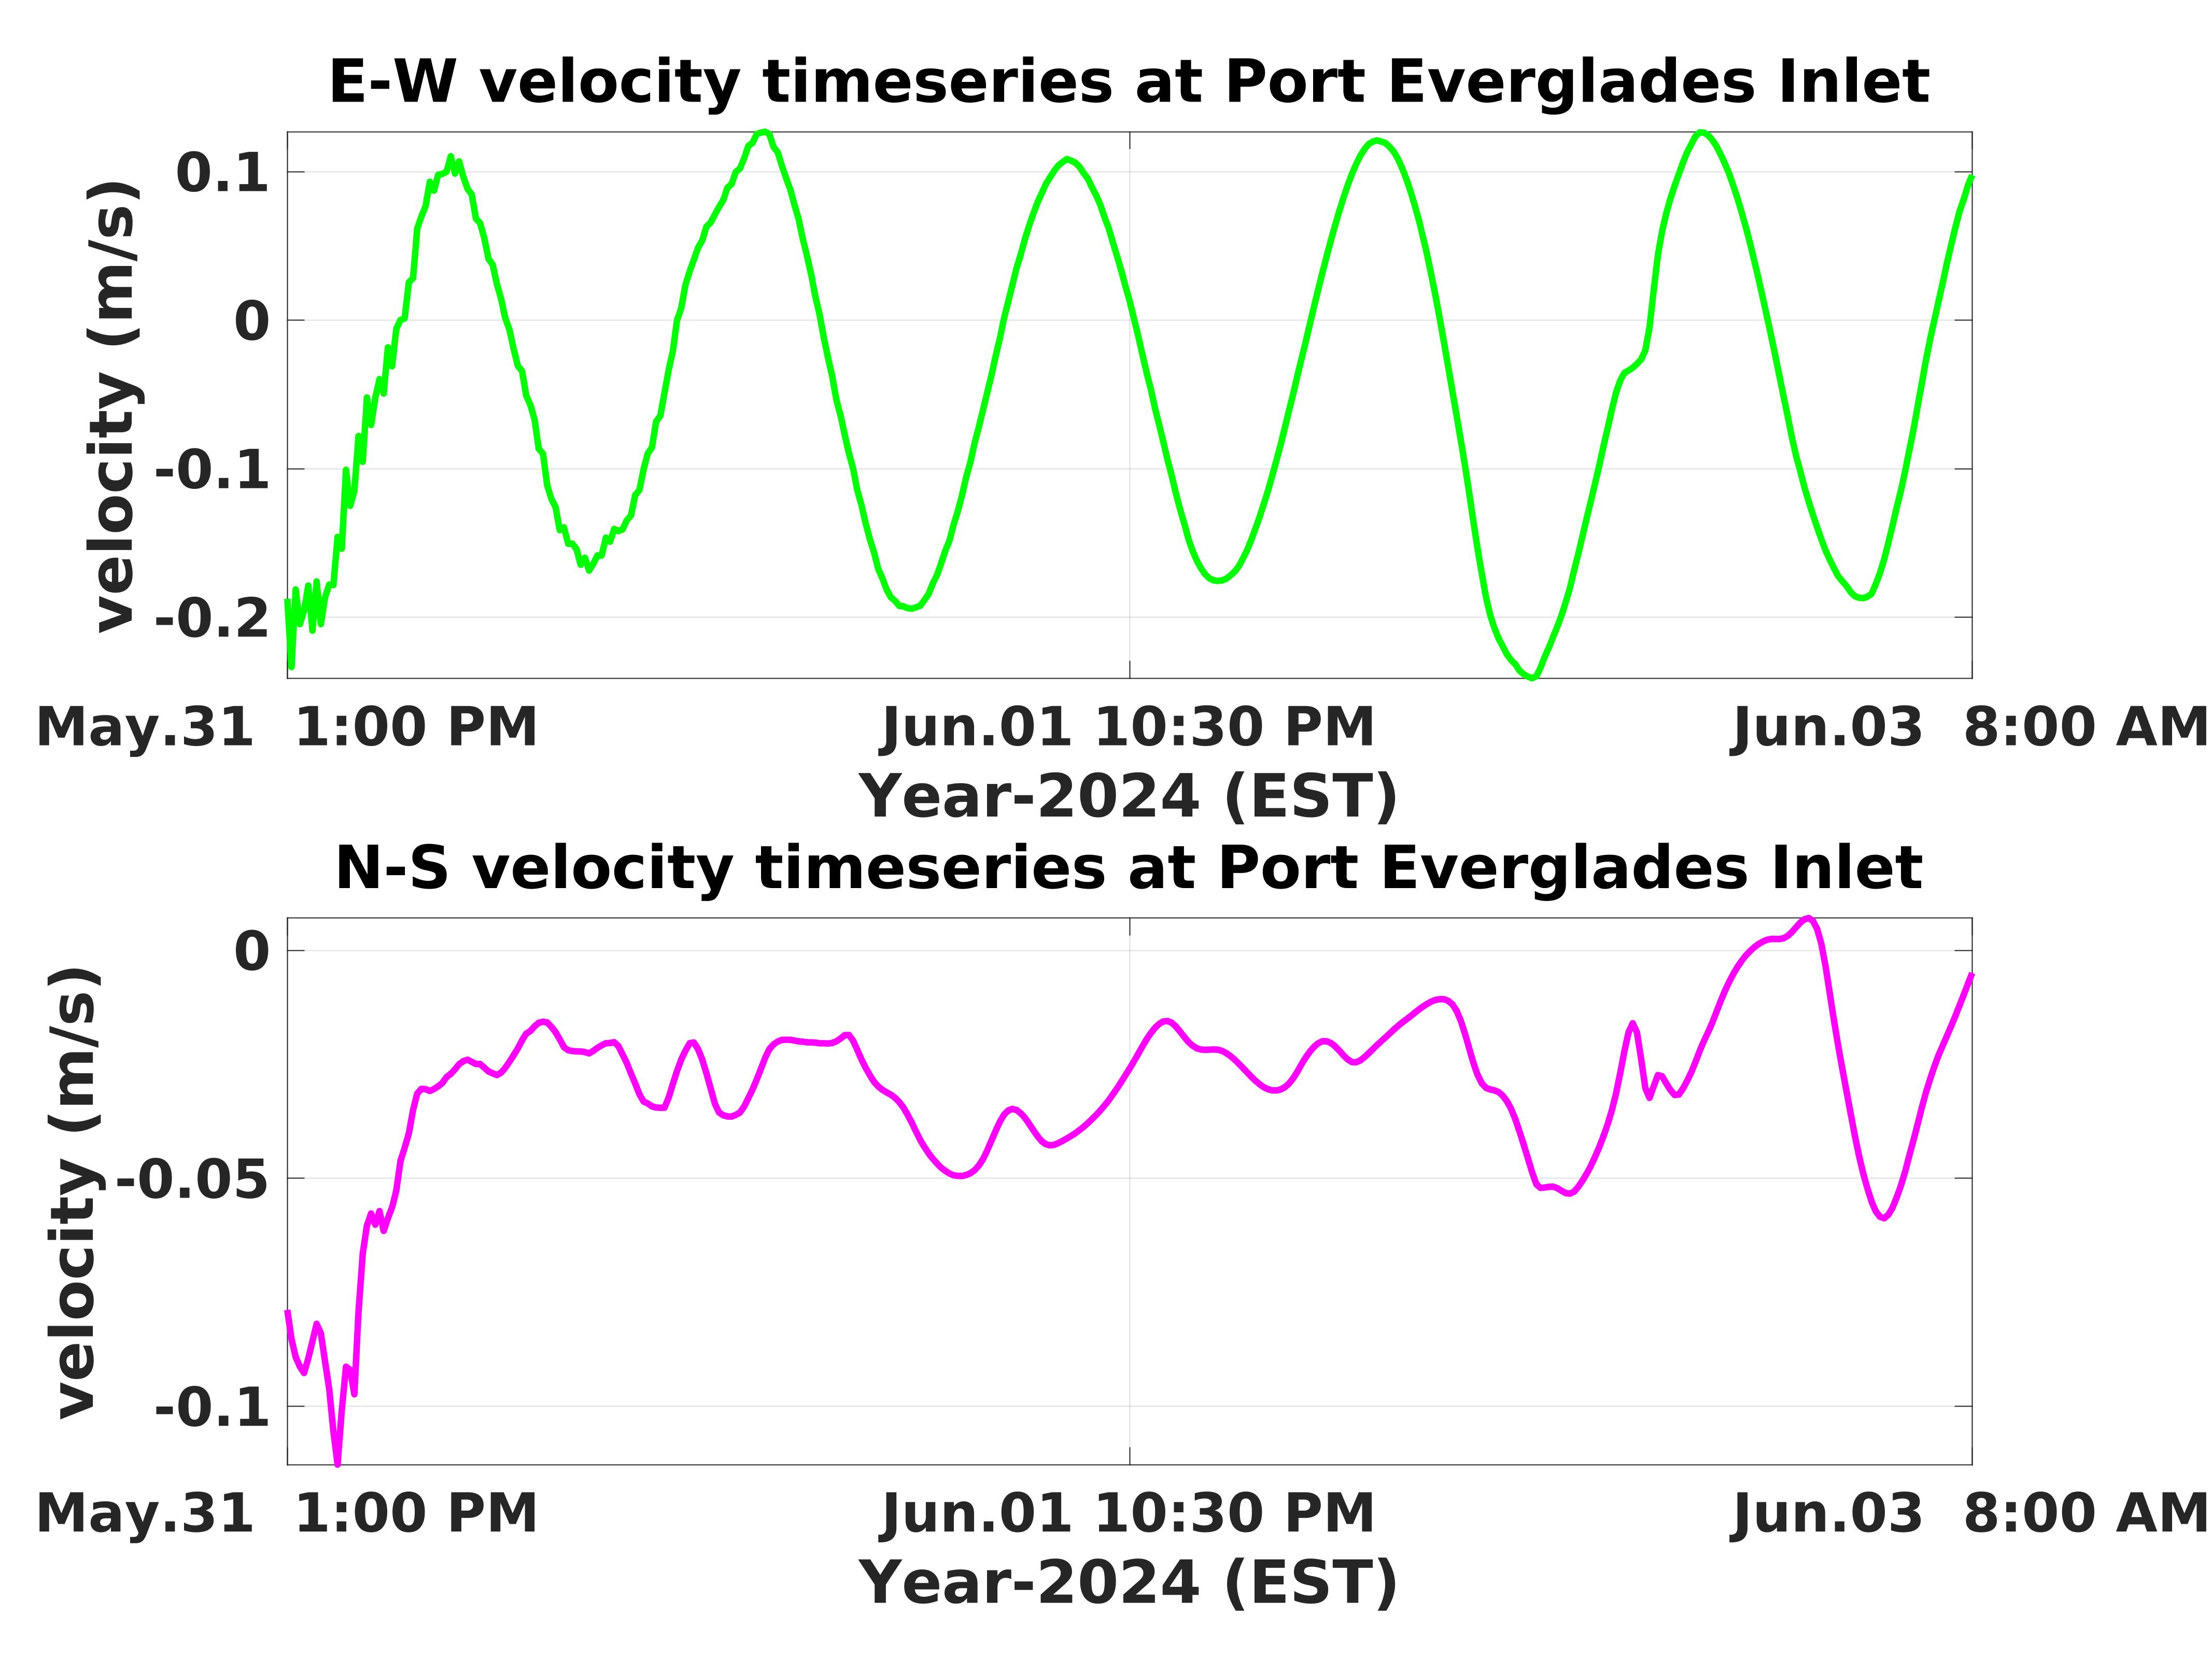 E-W velocity timeseries at Port Everglades Inlet
velocity (m/s)
0.1
0
-0.1
-0.2
May.31 1:00 PM
Jun.01 10:30 PM
Jun.03 8:00 AM
Year-2024 (EST)
N-S velocity timeseries at Port Everglades Inlet
velocity (m/s)
0
-0.05
-0.1
May.31 1:00 PM
Jun.01 10:30 PM
Jun.03 8:00 AM
Year-2024 (EST)